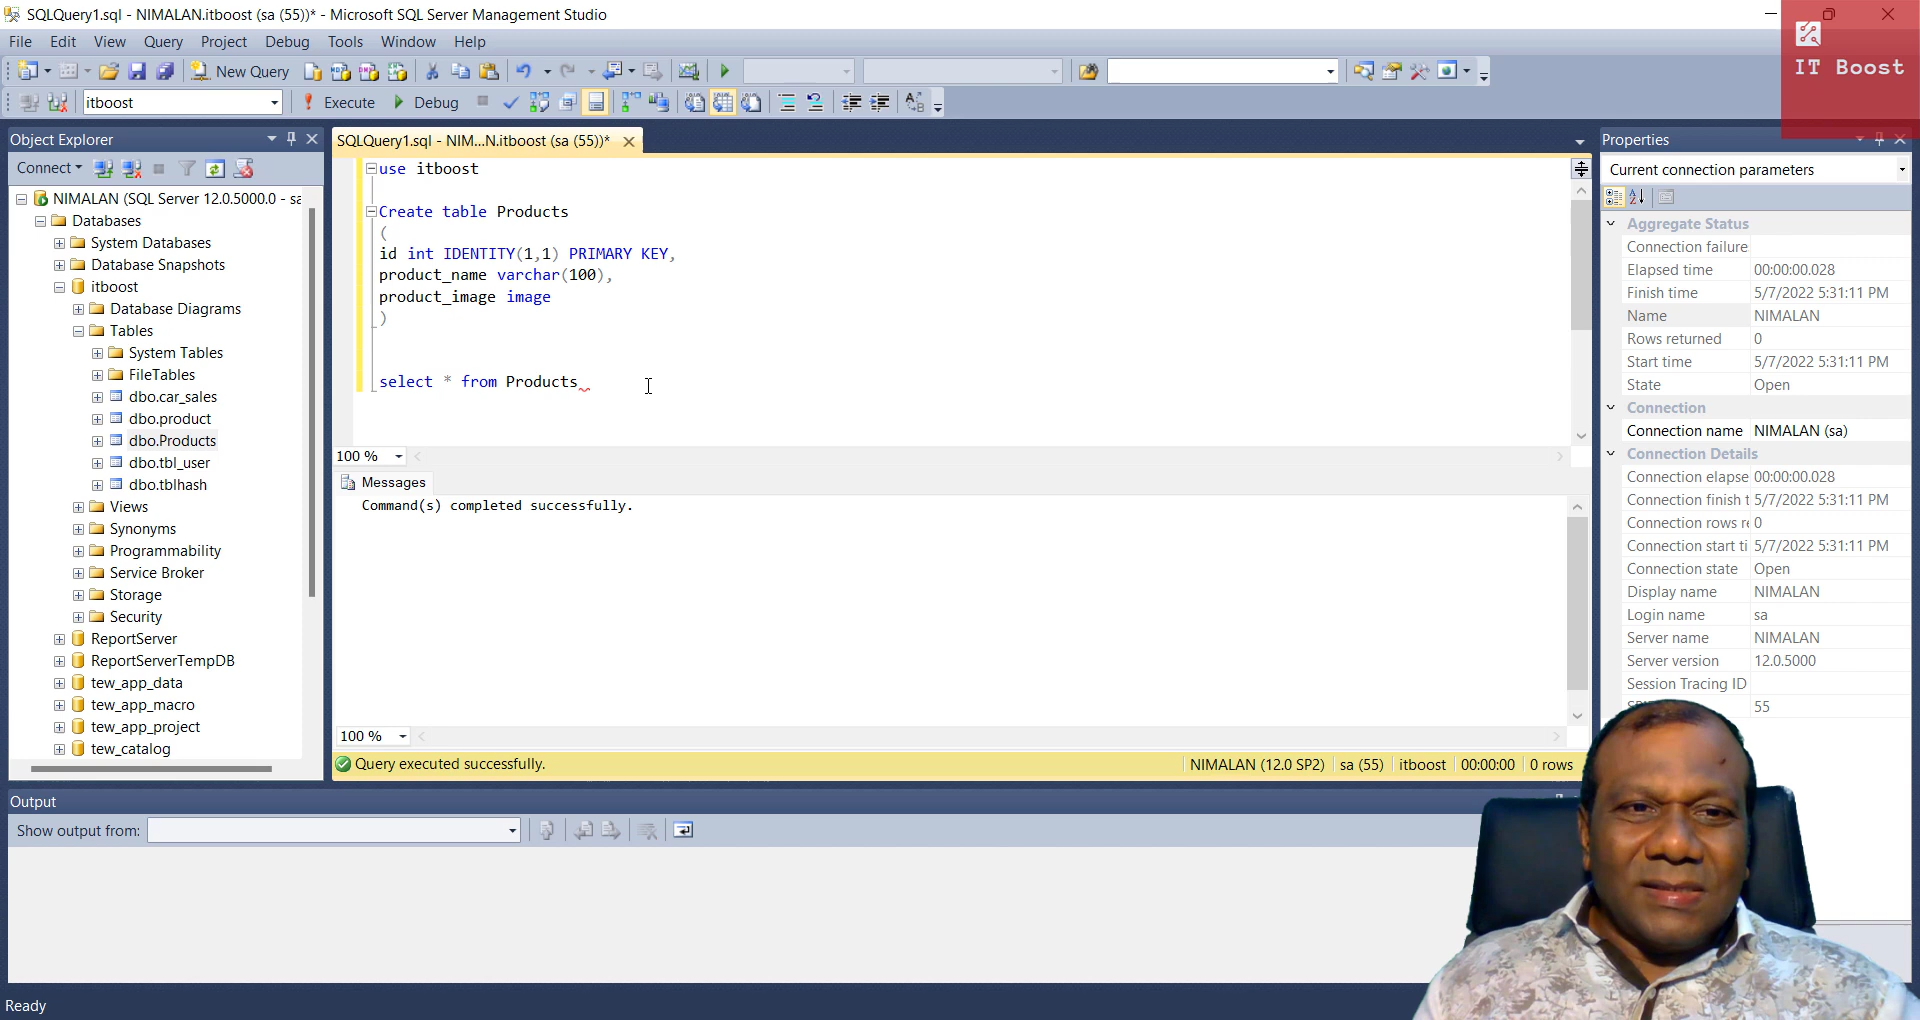 SQLQuery1.sql - NIMALAN.itboost (sa (55))* - Microsoft SQL Server Management Studio
IT Boost
File Edit View Query Project Debug Tools Window Help
New Query
itboost Execute Debug
Object Explorer
Connect
NIMALAN (SQL Server 12.0.5000.0 - sa
Databases
System Databases
Database Snapshots
itboost
Database Diagrams
Tables
System Tables
FileTables
dbo.car_sales
dbo.product
dbo.Products
dbo.tbl_user
dbo.tblhash
Views
Synonyms
Programmability
Service Broker
Storage
Security
ReportServer
ReportServerTempDB
tew_app_data
tew_app_macro
tew_app_project
tew_catalog
SQLQuery1.sql - NIM...N.itboost (sa (55))*
use itboost
Create table Products
(
id int IDENTITY(1,1) PRIMARY KEY,
product_name varchar(100),
product_image image
)
select * from Products
100 %
Messages
Command(s) completed successfully.
100 %
Query executed successfully. NIMALAN (12.0 SP2) sa (55) itboost 00:00:00 0 rows
Properties
Current connection parameters
Aggregate Status
Connection failure
Elapsed time 00:00:00.028
Finish time 5/7/2022 5:31:11 PM
Name NIMALAN
Rows returned 0
Start time 5/7/2022 5:31:11 PM
State Open
Connection
Connection name NIMALAN (sa)
Connection Details
Connection elapse 00:00:00.028
Connection finish t 5/7/2022 5:31:11 PM
Connection rows re 0
Connection start ti 5/7/2022 5:31:11 PM
Connection state Open
Display name NIMALAN
Login name sa
Server name NIMALAN
Server version 12.0.5000
Session Tracing ID
55
Output
Show output from:
Ready